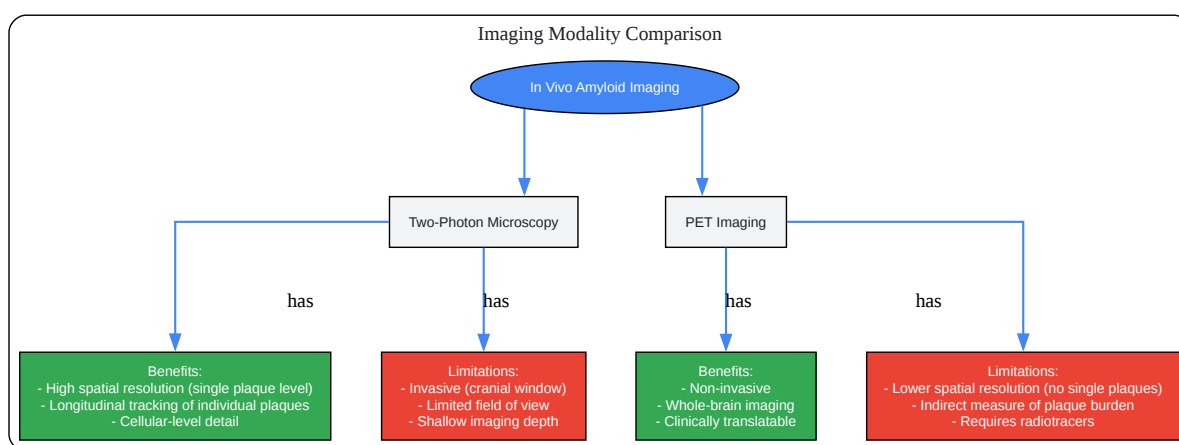 Imaging Modality Comparison
In Vivo Amyloid Imaging
Two-Photon Microscopy
PET Imaging
has
has
has
has
Benefits:
- High spatial resolution (single plaque level)
- Longitudinal tracking of individual plaques
- Cellular-level detail
Limitations:
- Invasive (cranial window)
- Limited field of view
- Shallow imaging depth
Benefits:
- Non-invasive
- Whole-brain imaging
- Clinically translatable
Limitations:
- Lower spatial resolution (no single plaques)
- Indirect measure of plaque burden
- Requires radiotracers